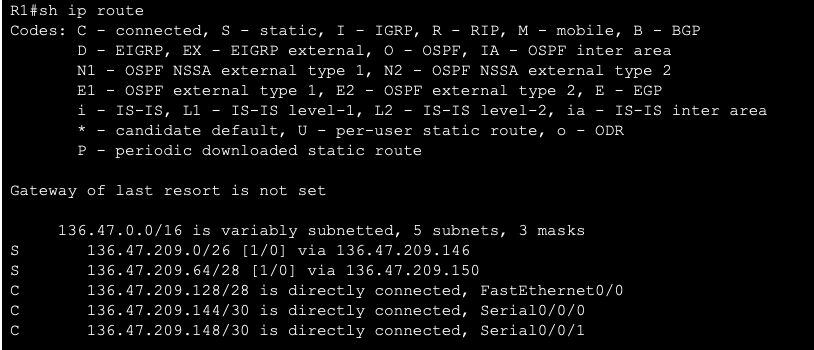 R1#sh ip route
Codes: C - connected, S - static, I - IGRP, R - RIP, M - mobile, B - BGP
       D - EIGRP, EX - EIGRP external, O - OSPF, IA - OSPF inter area
       N1 - OSPF NSSA external type 1, N2 - OSPF NSSA external type 2
       E1 - OSPF external type 1, E2 - OSPF external type 2, E - EGP
       i - IS-IS, L1 - IS-IS level-1, L2 - IS-IS level-2, ia - IS-IS inter area
       * - candidate default, U - per-user static route, o - ODR
       P - periodic downloaded static route

Gateway of last resort is not set

     136.47.0.0/16 is variably subnetted, 5 subnets, 3 masks
S       136.47.209.0/26 [1/0] via 136.47.209.146
S       136.47.209.64/28 [1/0] via 136.47.209.150
C       136.47.209.128/28 is directly connected, FastEthernet0/0
C       136.47.209.144/30 is directly connected, Serial0/0/0
C       136.47.209.148/30 is directly connected, Serial0/0/1